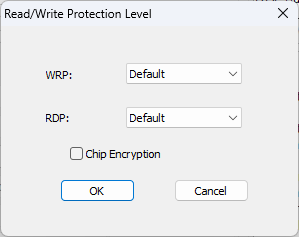 Read/Write Protection Level
WRP: Default
RDP: Default
Chip Encryption
OK Cancel